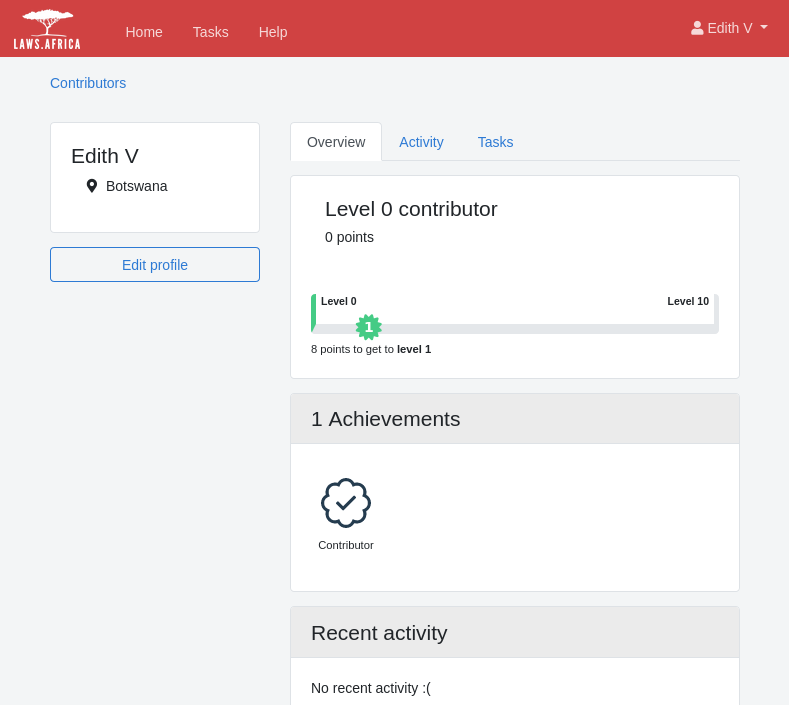 LAWS.AFRICA
Home Tasks Help
Edith V
Contributors
Edith V
Botswana
Edit profile
Overview Activity Tasks
Level 0 contributor
0 points
Level 0 Level 10
1
8 points to get to level 1
1 Achievements
Contributor
Recent activity
No recent activity :(